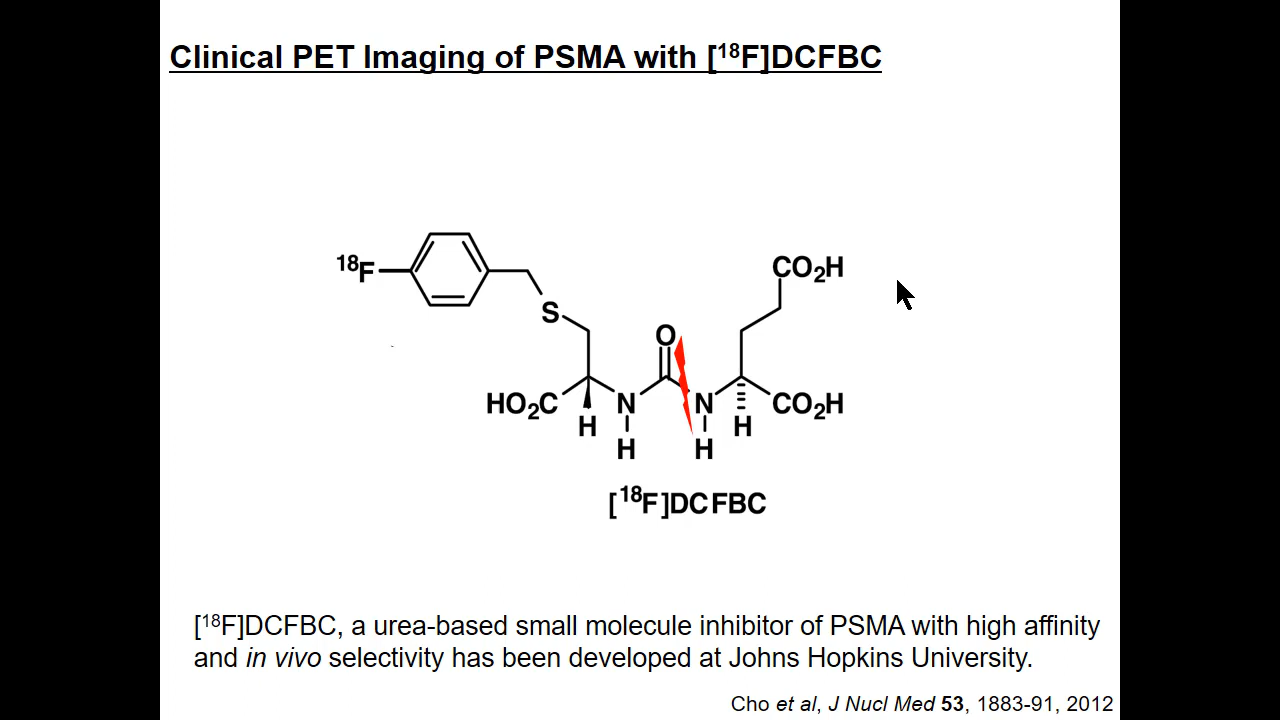 Clinical PET Imaging of PSMA with [¹⁸F]DCFBC
¹⁸F
S
O
CO₂H
HO₂C
H
N
H
N
H
H
CO₂H
[¹⁸F]DCFBC
[¹⁸F]DCFBC, a urea-based small molecule inhibitor of PSMA with high affinity
and in vivo selectivity has been developed at Johns Hopkins University.
Cho et al, J Nucl Med 53, 1883-91, 2012